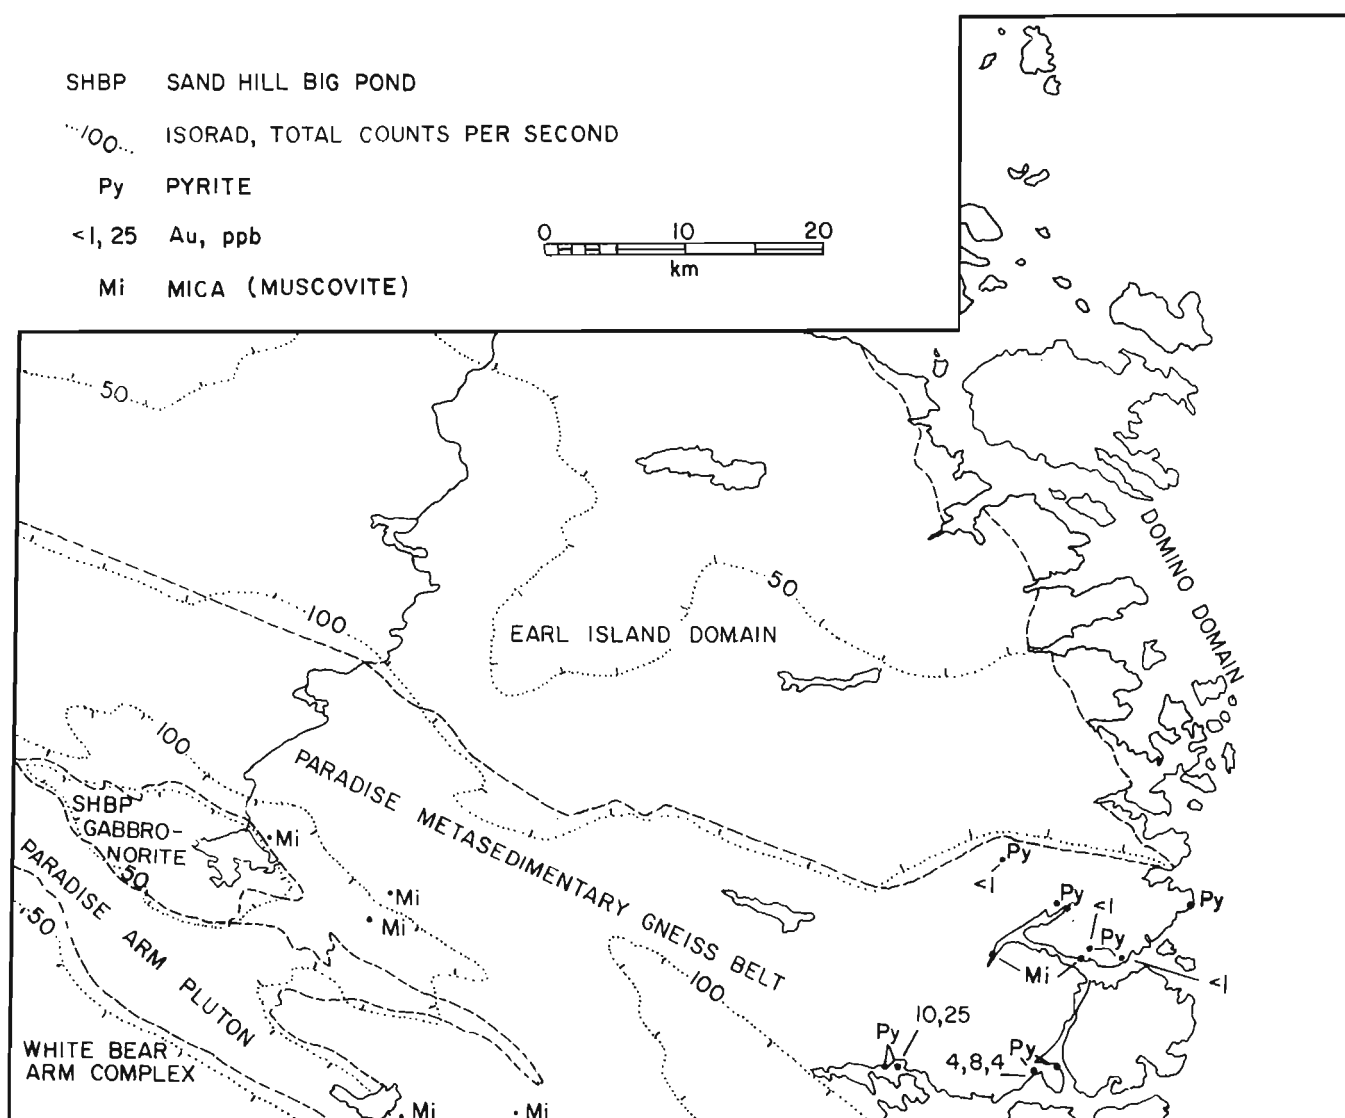 SHBP SAND HILL BIG POND
100 ISORAD, TOTAL COUNTS PER SECOND
Py PYRITE
<1, 25 Au, ppb
Mi MICA (MUSCOVITE)
0 10 20
km
50
DOMINO DOMAIN
50
100
EARL ISLAND DOMAIN
100
PARADISE METASEDIMENTARY GNEISS BELT
SHBP
GABBRO-
NORITE
50
Mi
Py
<1
PARADISE ARM PLUTON
Mi
Mi
50
Py
<1
Py
Py
Mi
<1
100
10,25
Py
Py
4,8,4
WHITE BEAR
ARM COMPLEX
Mi
Mi